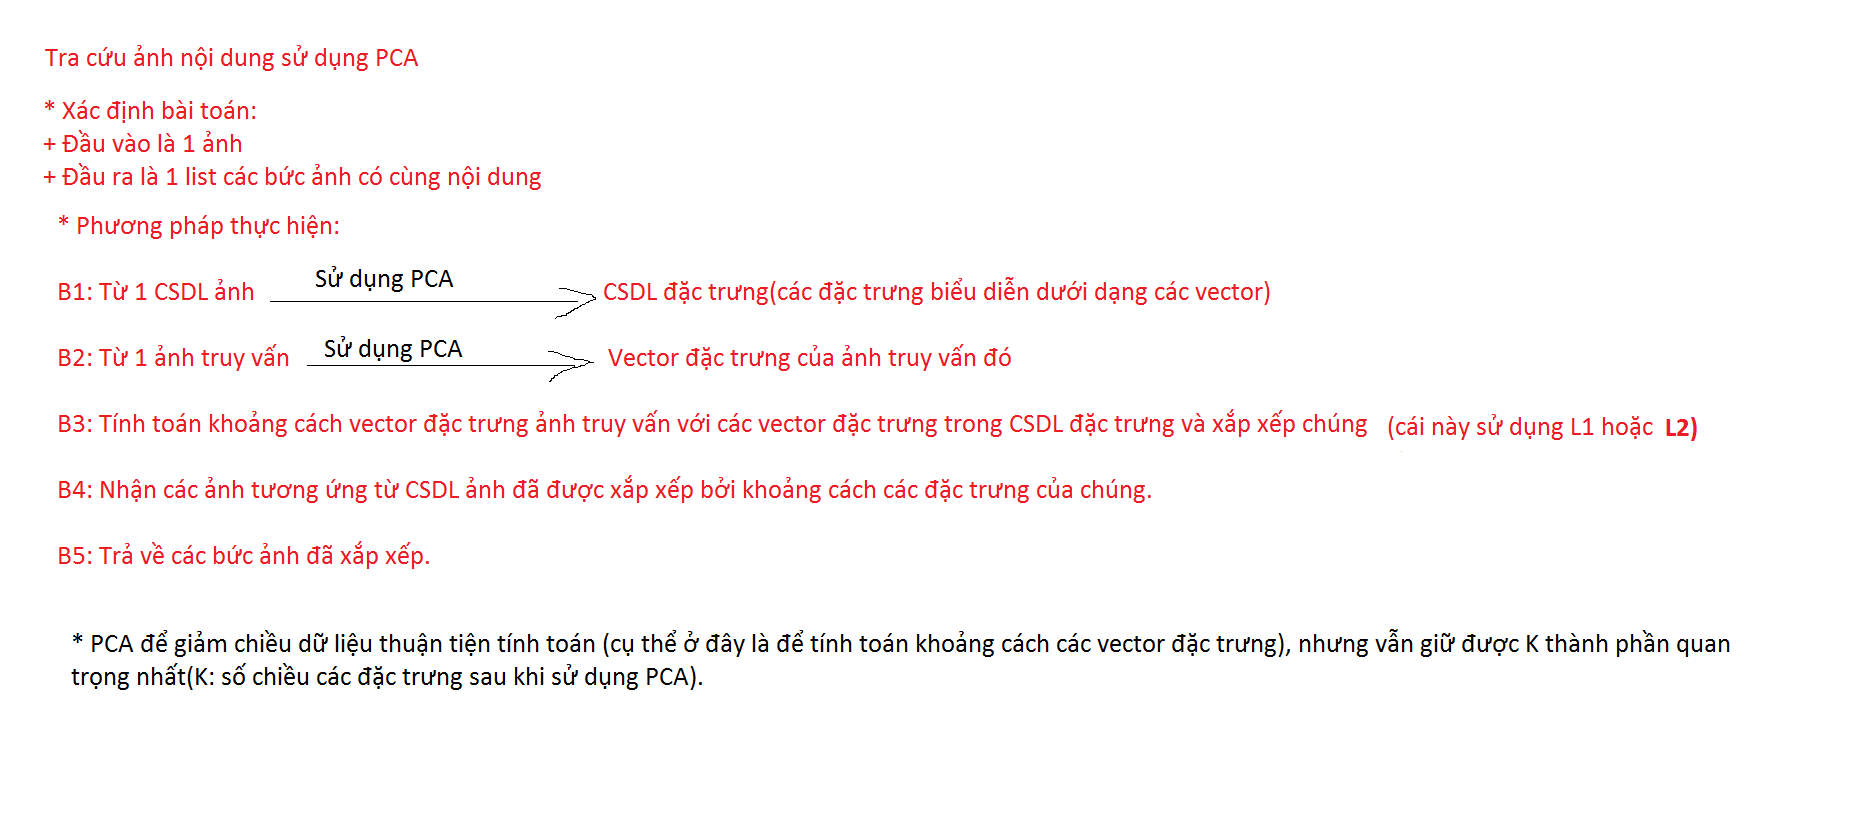 Tra cứu ảnh nội dung sử dụng PCA
* Xác định bài toán:
+ Đầu vào là 1 ảnh
+ Đầu ra là 1 list các bức ảnh có cùng nội dung
* Phương pháp thực hiện:
B1: Từ 1 CSDL ảnh Sử dụng PCA CSDL đặc trưng(các đặc trưng biểu diễn dưới dạng các vector)
B2: Từ 1 ảnh truy vấn Sử dụng PCA Vector đặc trưng của ảnh truy vấn đó
B3: Tính toán khoảng cách vector đặc trưng ảnh truy vấn với các vector đặc trưng trong CSDL đặc trưng và xắp xếp chúng (cái này sử dụng L1 hoặc L2)
B4: Nhận các ảnh tương ứng từ CSDL ảnh đã được xắp xếp bởi khoảng cách các đặc trưng của chúng.
B5: Trả về các bức ảnh đã xắp xếp.
* PCA để giảm chiều dữ liệu thuận tiện tính toán (cụ thể ở đây là để tính toán khoảng cách các vector đặc trưng), nhưng vẫn giữ được K thành phần quan
trọng nhất(K: số chiều các đặc trưng sau khi sử dụng PCA).